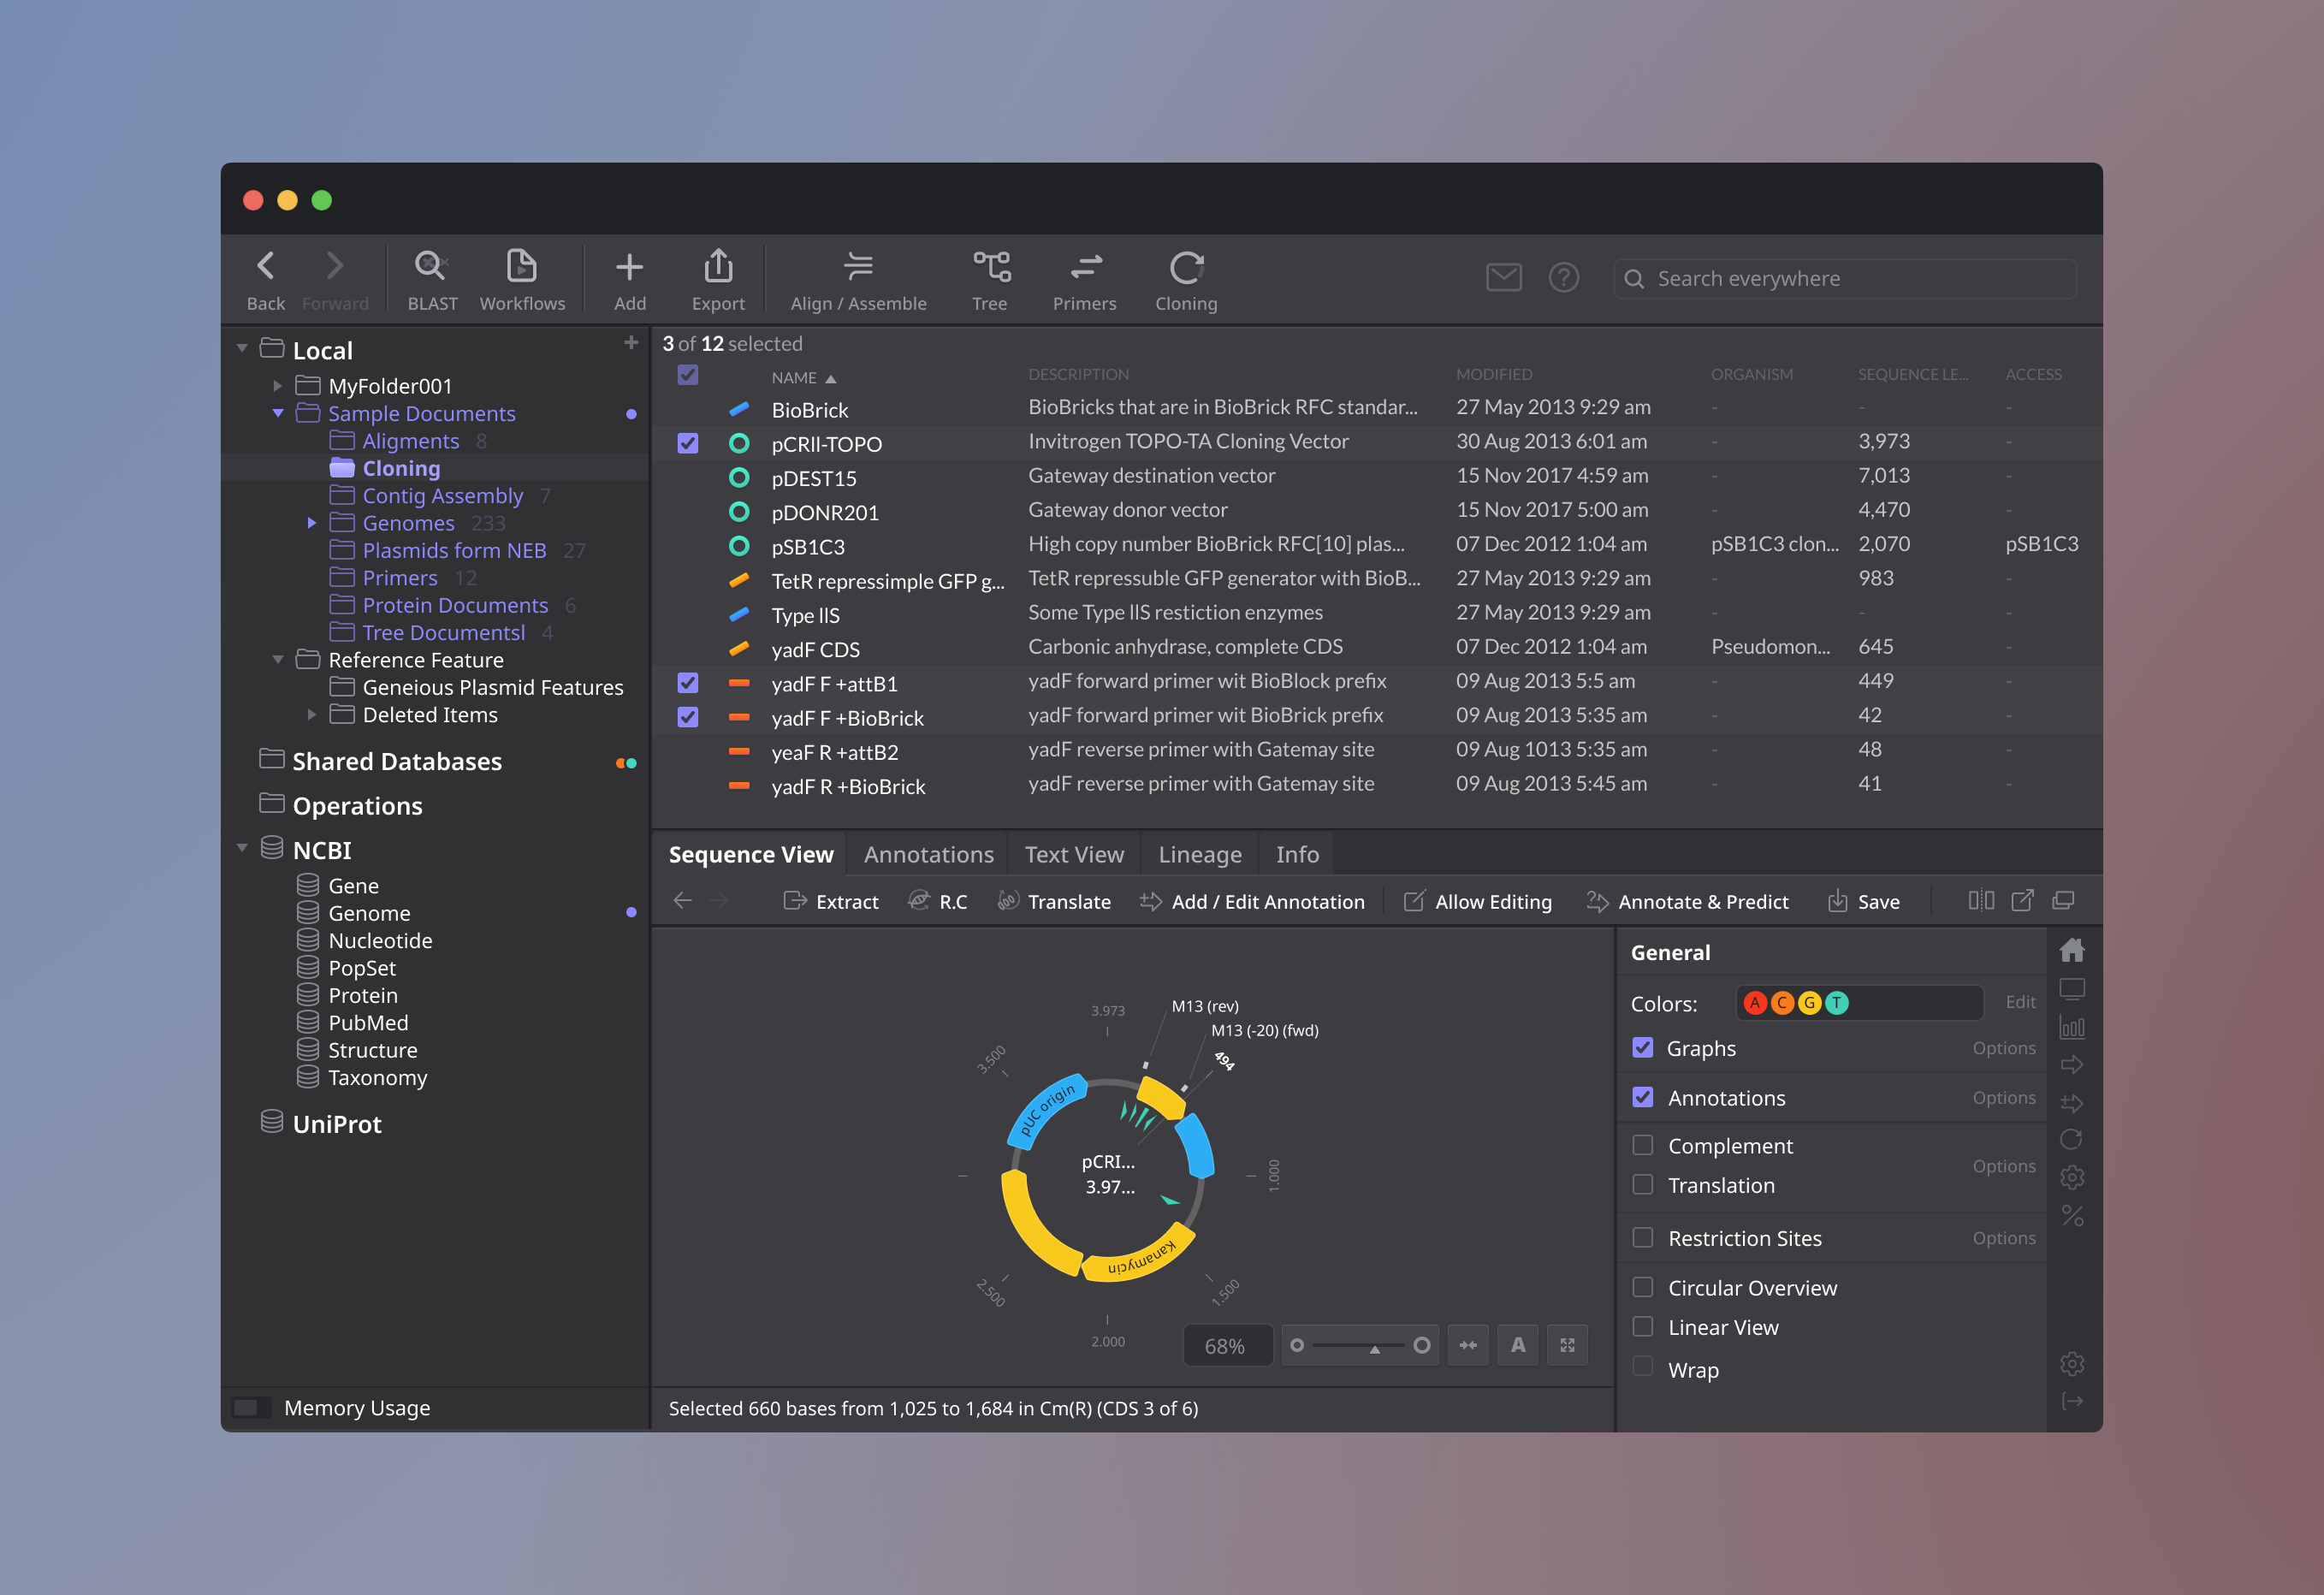 Back
Forward
BLAST
Workflows
Add
Export
Align / Assemble
Tree
Primers
Cloning
Search everywhere
Local
MyFolder001
Sample Documents
Aligments 8
Cloning
Contig Assembly 7
Genomes 233
Plasmids form NEB 27
Primers 12
Protein Documents 6
Tree Documentsl 4
Reference Feature
Geneious Plasmid Features
Deleted Items
Shared Databases
Operations
NCBI
Gene
Genome
Nucleotide
PopSet
Protein
PubMed
Structure
Taxonomy
UniProt
Memory Usage
3 of 12 selected
NAME DESCRIPTION MODIFIED ORGANISM SEQUENCE LE... ACCESS
BioBrick BioBricks that are in BioBrick RFC standar... 27 May 2013 9:29 am - - -
pCRll-TOPO Invitrogen TOPO-TA Cloning Vector 30 Aug 2013 6:01 am - 3,973 -
pDEST15 Gateway destination vector 15 Nov 2017 4:59 am - 7,013 -
pDONR201 Gateway donor vector 15 Nov 2017 5:00 am - 4,470 -
pSB1C3 High copy number BioBrick RFC[10] plas... 07 Dec 2012 1:04 am pSB1C3 clon... 2,070 pSB1C3
TetR repressimple GFP g... TetR repressuble GFP generator with BioB... 27 May 2013 9:29 am - 983 -
Type llS Some Type llS restiction enzymes 27 May 2013 9:29 am - - -
yadF CDS Carbonic anhydrase, complete CDS 07 Dec 2012 1:04 am Pseudomon... 645 -
yadF F +attB1 yadF forward primer wit BioBlock prefix 09 Aug 2013 5:5 am - 449 -
yadF F +BioBrick yadF forward primer wit BioBrick prefix 09 Aug 2013 5:35 am - 42 -
yeaF R +attB2 yadF reverse primer with Gatemay site 09 Aug 1013 5:35 am - 48 -
yadF R +BioBrick yadF reverse primer with Gatemay site 09 Aug 2013 5:45 am - 41 -
Sequence View
Annotations
Text View
Lineage
Info
Extract
R.C
Translate
Add / Edit Annotation
Allow Editing
Annotate & Predict
Save
3.973
M13 (rev)
M13 (-20) (fwd)
494
3.500
pUC origin
pCRI...
3.97...
1.000
Kanamycin
2.500
1.500
2.000
68%
A
Selected 660 bases from 1,025 to 1,684 in Cm(R) (CDS 3 of 6)
General
Colors: A C G T Edit
Graphs Options
Annotations Options
Complement
Options
Translation
Restriction Sites Options
Circular Overview
Linear View
Wrap